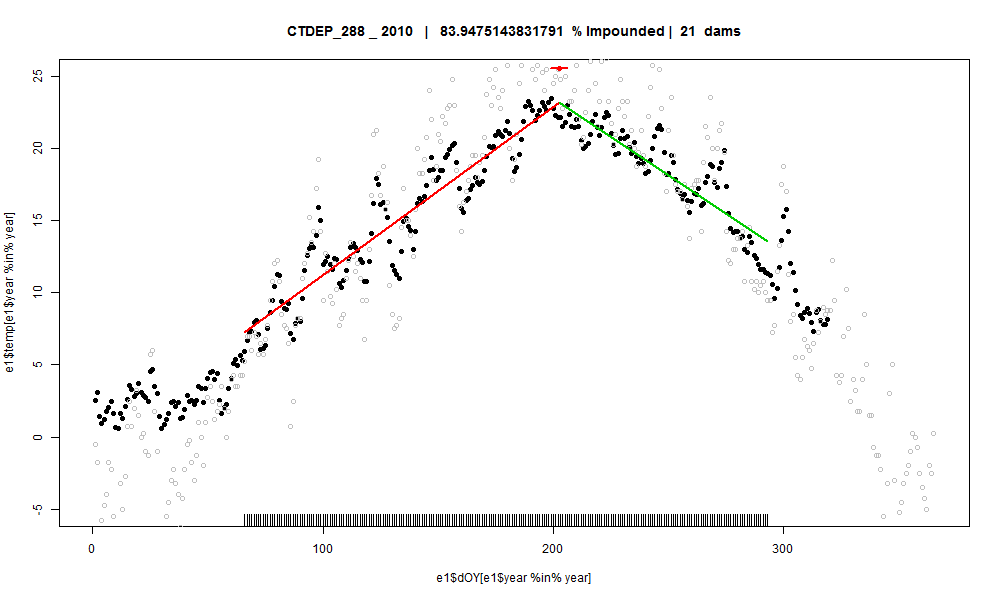 CTDEP_288 _ 2010 | 83.9475143831791 % Impounded | 21 dams
e1$temp[e1$year %in% year]
25
20
15
10
5
0
-5
0 100 200 300
e1$dOY[e1$year %in% year]